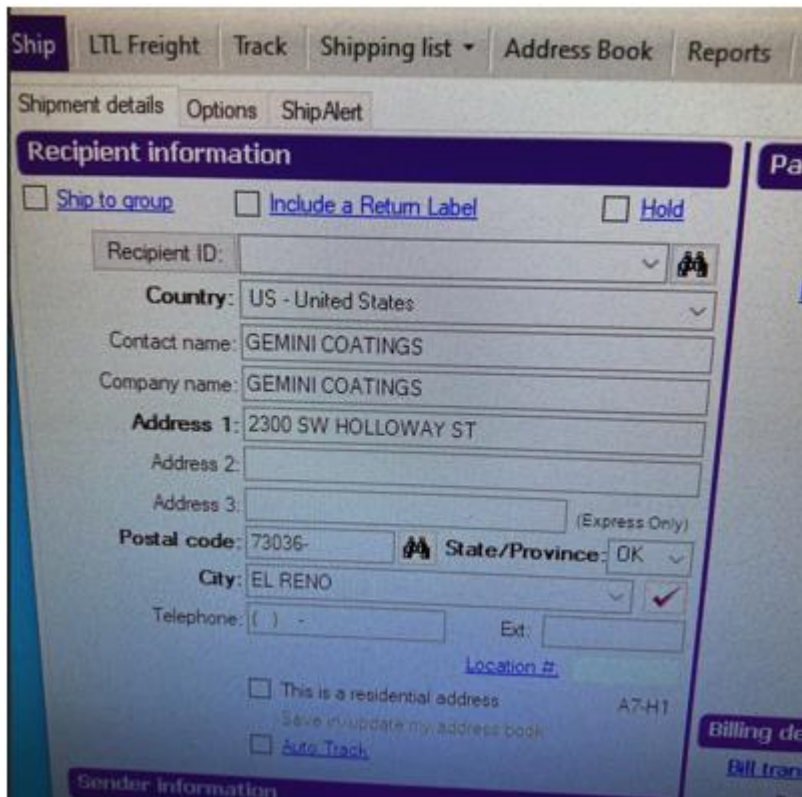 Ship LTL Freight Track Shipping list Address Book Reports
Shipment details Options ShipAlert
Recipient information Pa
Ship to group Include a Return Label Hold
Recipient ID:
Country: US - United States
Contact name: GEMINI COATINGS
Company name: GEMINI COATINGS
Address 1: 2300 SW HOLLOWAY ST
Address 2:
Address 3: (Express Only)
Postal code: 73036- State/Province: OK
City: EL RENO
Telephone: ( ) - Ext:
Location #:
This is a residential address A7-H1
Save in/update my address book
Auto Track Billing de
Sender information Bill tran